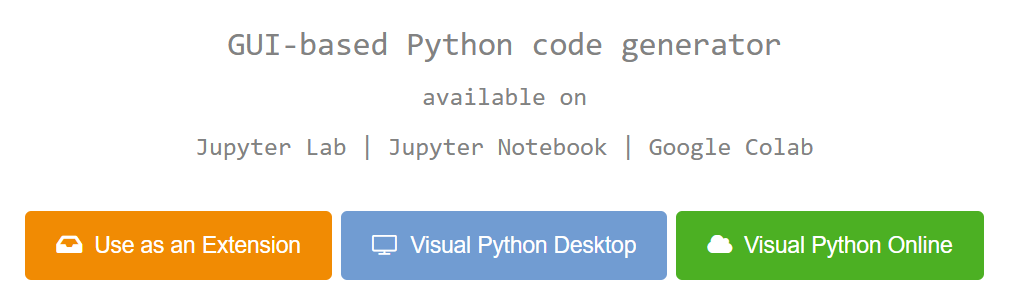 GUI-based Python code generator
available on
Jupyter Lab | Jupyter Notebook | Google Colab
Use as an Extension Visual Python Desktop Visual Python Online